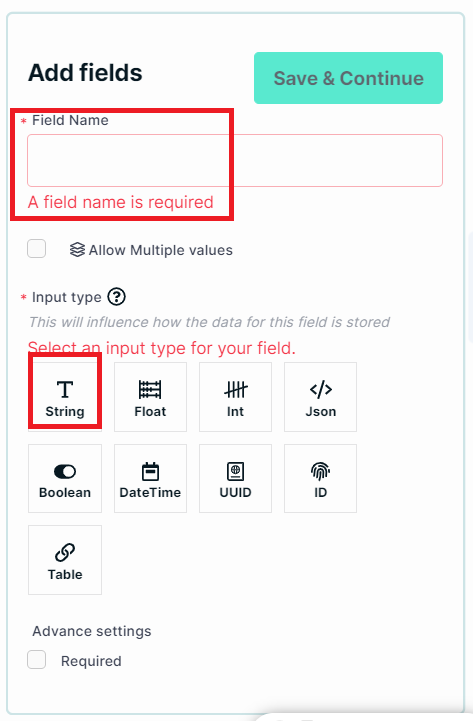 Add fields
Save & Continue
* Field Name
A field name is required
Allow Multiple values
* Input type ?
This will influence how the data for this field is stored
Select an input type for your field.
String Float Int Json
Boolean DateTime UUID ID
Table
Advance settings
Required